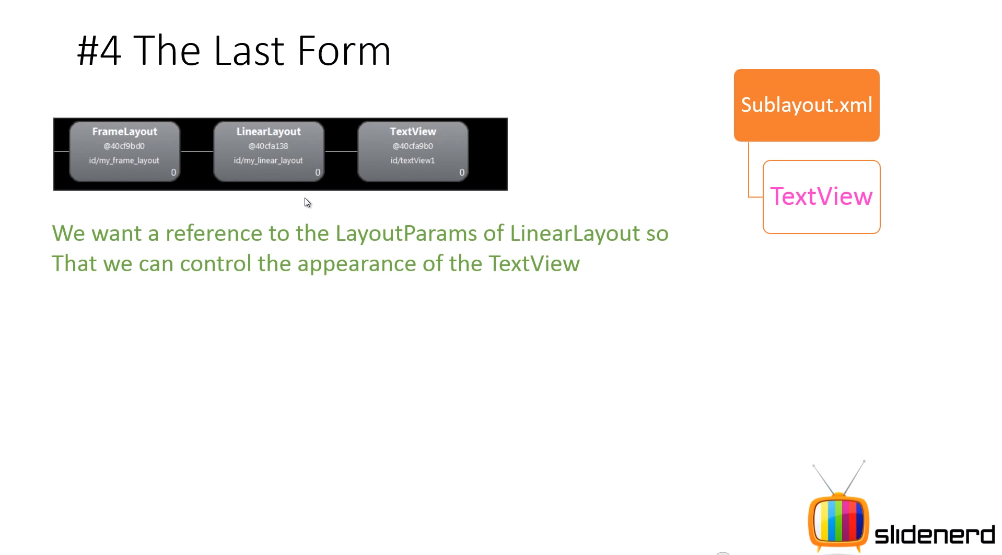 #4 The Last Form
Sublayout.xml
TextView
FrameLayout
@40cf9bd0
id/my_frame_layout
0
LinearLayout
@40cfa138
id/my_linear_layout
0
TextView
@40cfa9b0
id/textView1
0
We want a reference to the LayoutParams of LinearLayout so
That we can control the appearance of the TextView
slidenerd